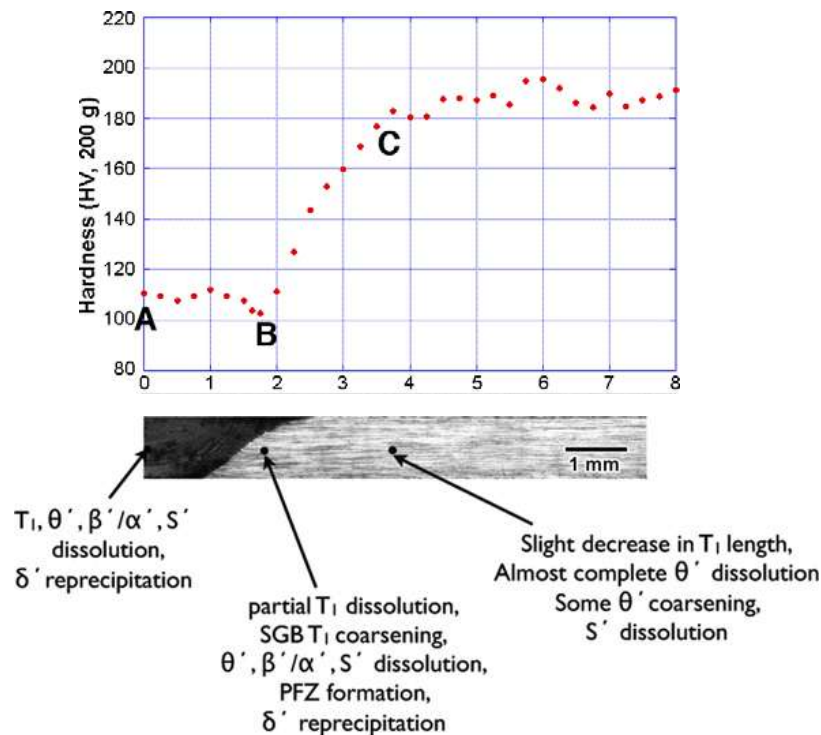 220
200
180
160
140
120
100
80
Hardness (HV, 200 g)
A
B
C
0 1 2 3 4 5 6 7 8
1 mm
T₁, θ′, β′/α′, S′
dissolution,
δ′ reprecipitation
partial T₁ dissolution,
SGB T₁ coarsening,
θ′, β′/α′, S′ dissolution,
PFZ formation,
δ′ reprecipitation
Slight decrease in T₁ length,
Almost complete θ′ dissolution
Some θ′ coarsening,
S′ dissolution